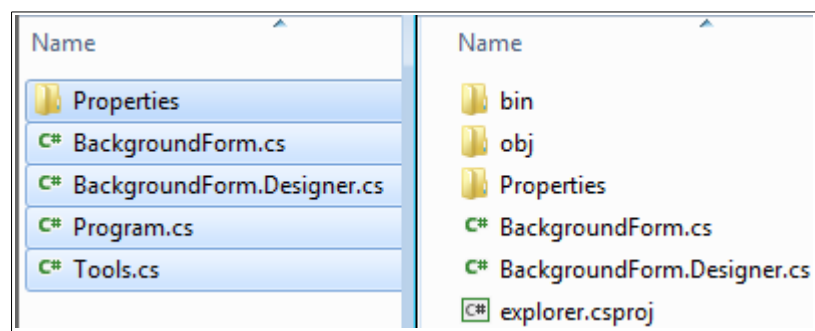 Name
Properties
C# BackgroundForm.cs
C# BackgroundForm.Designer.cs
C# Program.cs
C# Tools.cs
Name
bin
obj
Properties
C# BackgroundForm.cs
C# BackgroundForm.Designer.cs
C# explorer.csproj